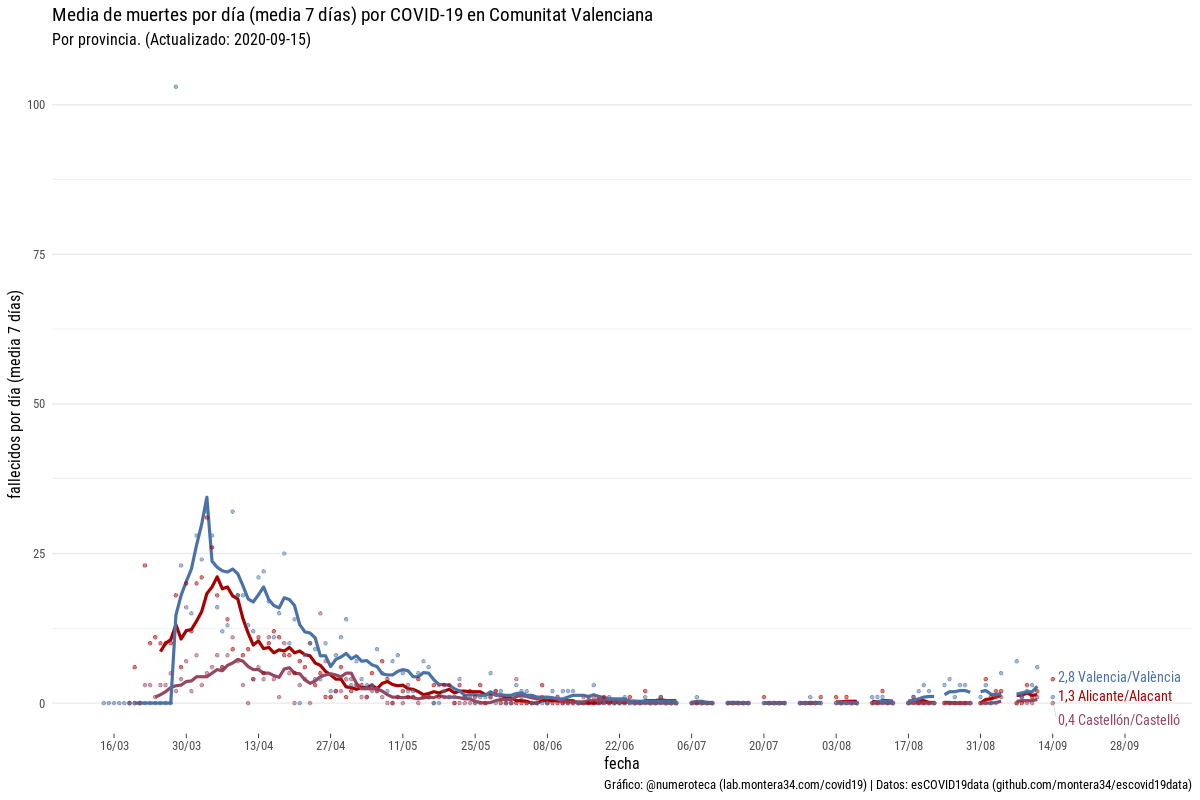 Media de muertes por día (media 7 días) por COVID-19 en Comunitat Valenciana
Por provincia. (Actualizado: 2020-09-15)
fallecidos por día (media 7 días)
100
75
50
25
0
2,8 Valencia/València
1,3 Alicante/Alacant
0,4 Castellón/Castelló
16/03 30/03 13/04 27/04 11/05 25/05 08/06 22/06 06/07 20/07 03/08 17/08 31/08 14/09 28/09
fecha
Gráfico: @numeroteca (lab.montera34.com/covid19) | Datos: esCOVID19data (github.com/montera34/escovid19data)